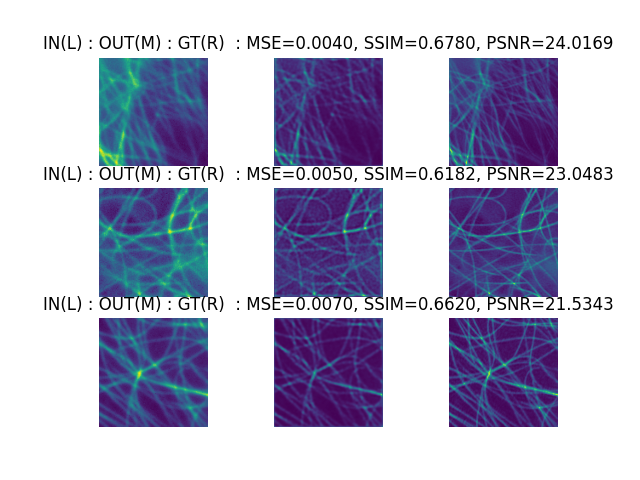 IN(L) : OUT(M) : GT(R)  : MSE=0.0040, SSIM=0.6780, PSNR=24.0169
IN(L) : OUT(M) : GT(R)  : MSE=0.0050, SSIM=0.6182, PSNR=23.0483
IN(L) : OUT(M) : GT(R)  : MSE=0.0070, SSIM=0.6620, PSNR=21.5343